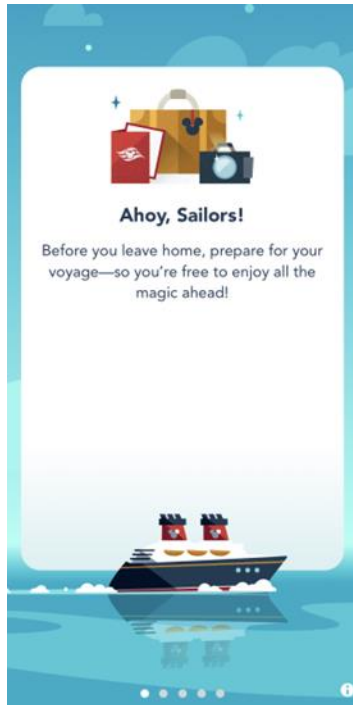 Ahoy, Sailors!
Before you leave home, prepare for your
voyage—so you're free to enjoy all the
magic ahead!